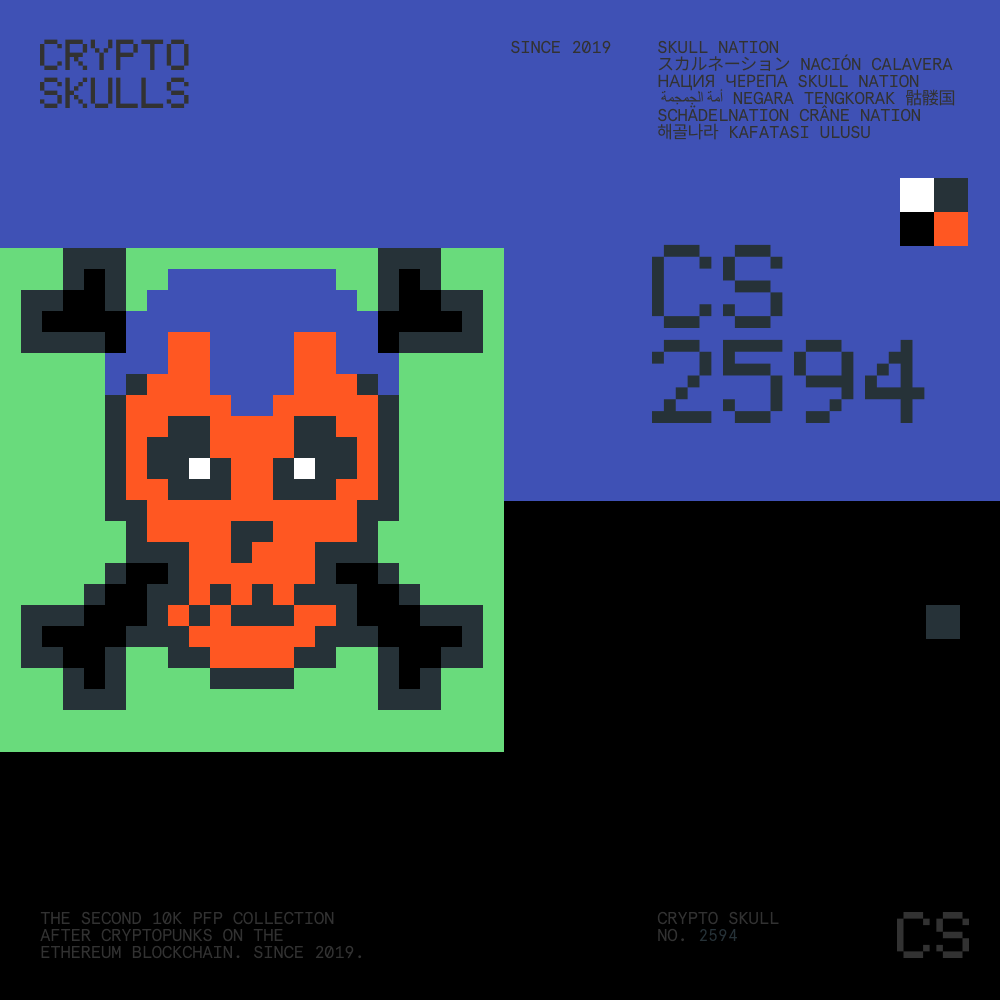 CRYPTO
SKULLS
SINCE 2019
SKULL NATION
スカルネーション NACIÓN CALAVERA
НАЦИЯ ЧЕРЕПА SKULL NATION
أمة الجمجمة NEGARA TENGKORAK 骷髅国
SCHÄDELNATION CRÂNE NATION
해골나라 KAFATASI ULUSU
CS
2594
THE SECOND 10K PFP COLLECTION
AFTER CRYPTOPUNKS ON THE
ETHEREUM BLOCKCHAIN. SINCE 2019.
CRYPTO SKULL
NO. 2594
CS